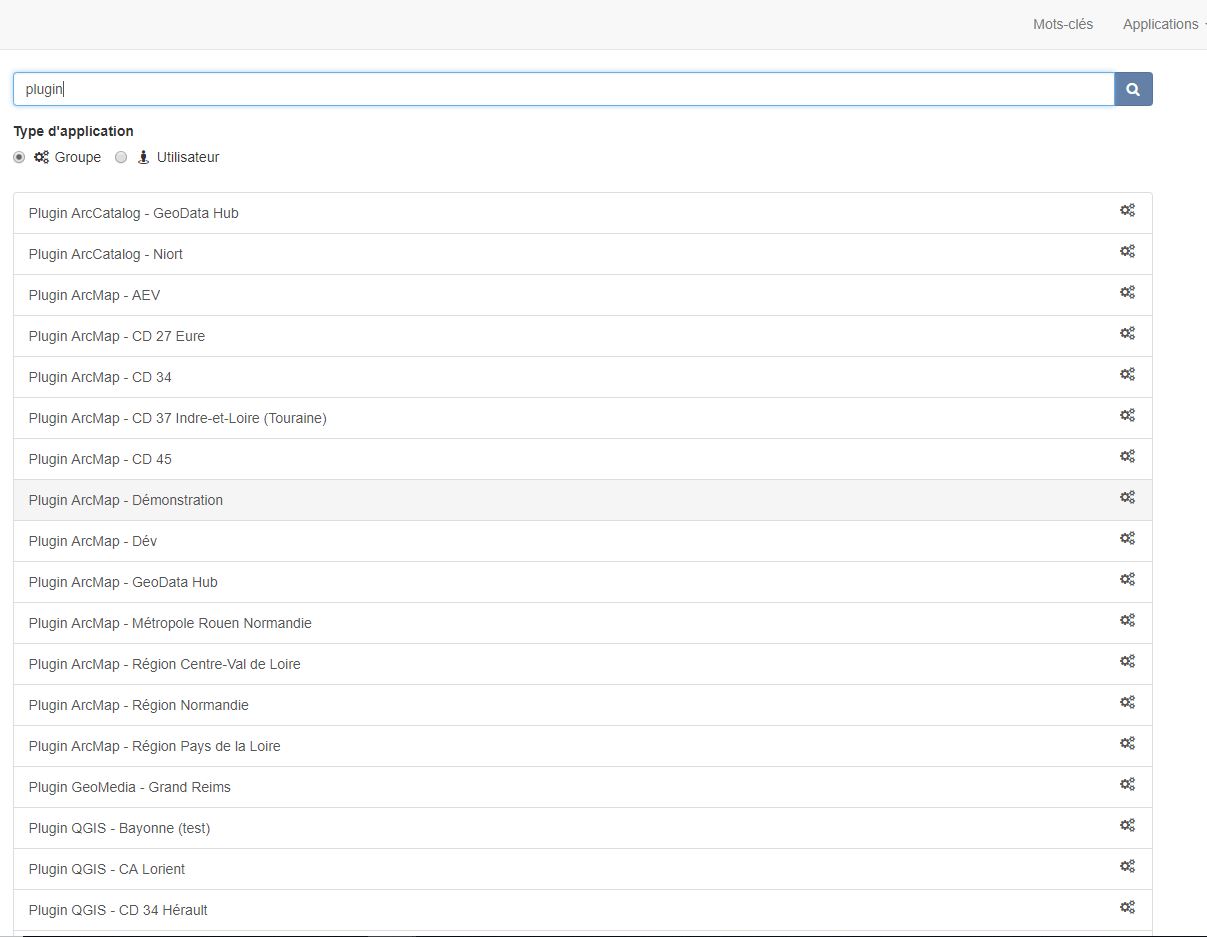 Mots-clés Applications
plugin
Type d'application
Groupe Utilisateur
Plugin ArcCatalog - GeoData Hub
Plugin ArcCatalog - Niort
Plugin ArcMap - AEV
Plugin ArcMap - CD 27 Eure
Plugin ArcMap - CD 34
Plugin ArcMap - CD 37 Indre-et-Loire (Touraine)
Plugin ArcMap - CD 45
Plugin ArcMap - Démonstration
Plugin ArcMap - Dév
Plugin ArcMap - GeoData Hub
Plugin ArcMap - Métropole Rouen Normandie
Plugin ArcMap - Région Centre-Val de Loire
Plugin ArcMap - Région Normandie
Plugin ArcMap - Région Pays de la Loire
Plugin GeoMedia - Grand Reims
Plugin QGIS - Bayonne (test)
Plugin QGIS - CA Lorient
Plugin QGIS - CD 34 Hérault